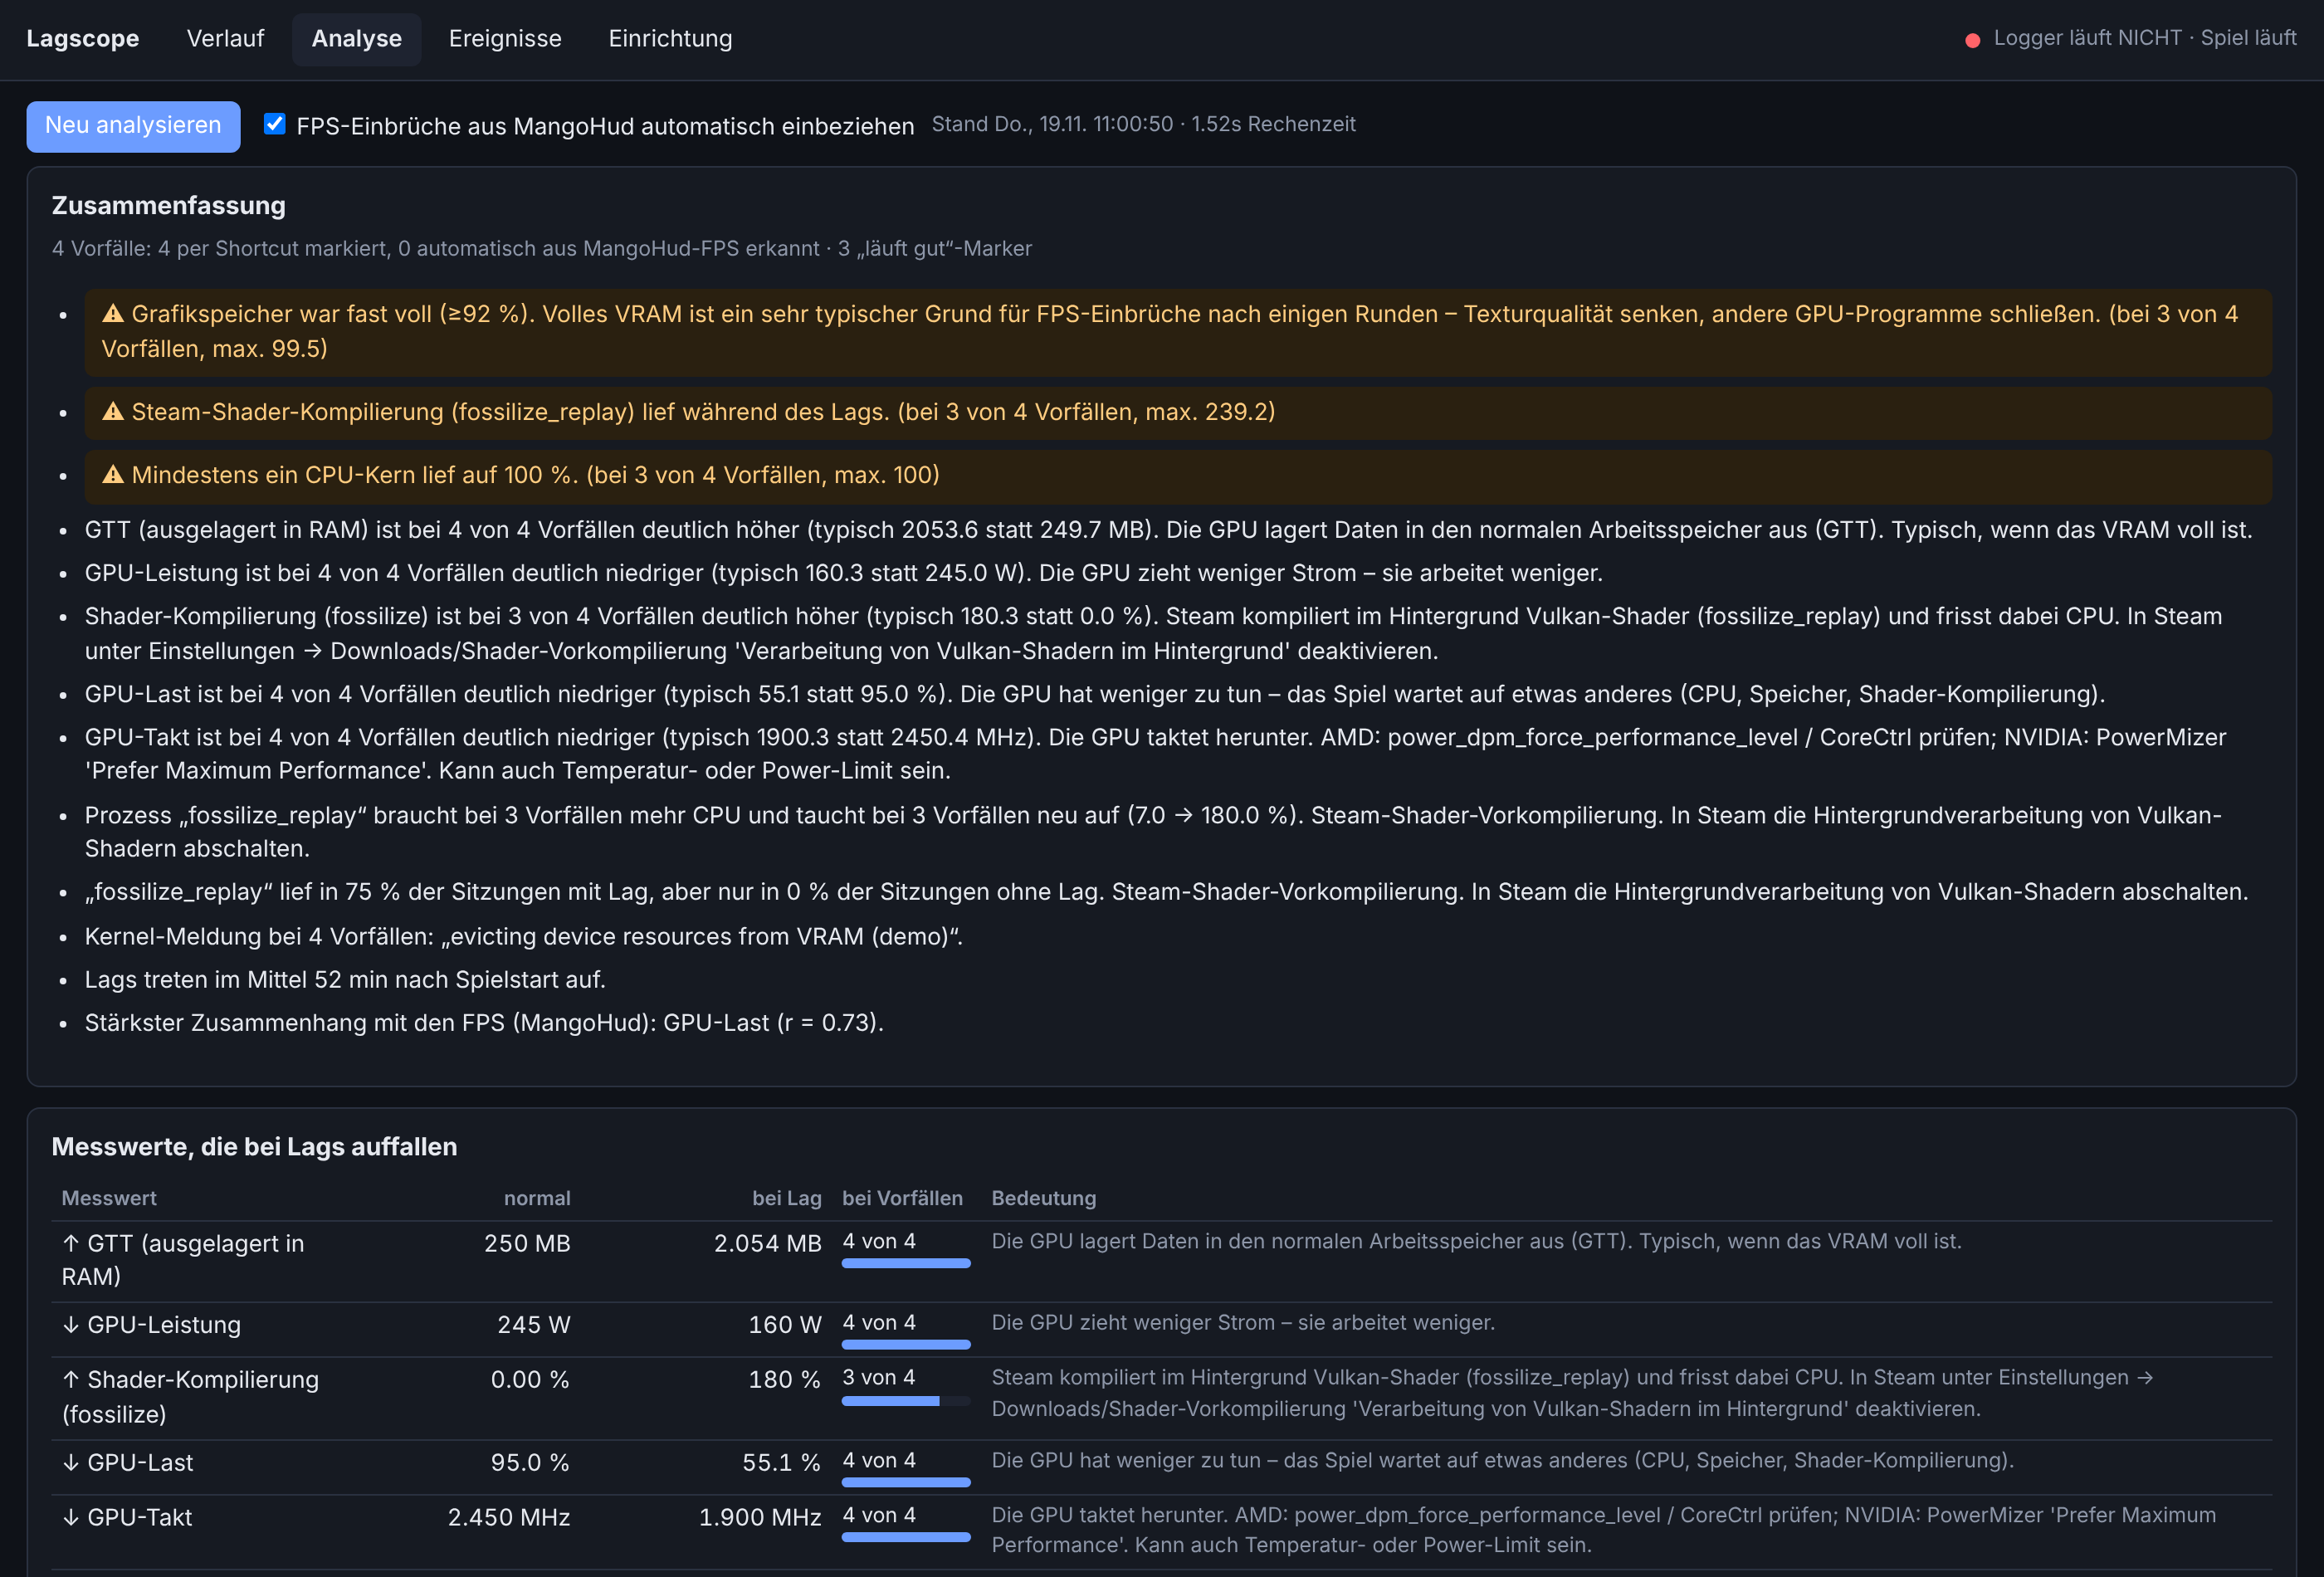 Lagscope Verlauf Analyse Ereignisse Einrichtung Logger läuft NICHT · Spiel läuft
Neu analysieren FPS-Einbrüche aus MangoHud automatisch einbeziehen Stand Do., 19.11. 11:00:50 · 1.52s Rechenzeit
Zusammenfassung
4 Vorfälle: 4 per Shortcut markiert, 0 automatisch aus MangoHud-FPS erkannt · 3 „läuft gut“-Marker
• ⚠ Grafikspeicher war fast voll (≥92 %). Volles VRAM ist ein sehr typischer Grund für FPS-Einbrüche nach einigen Runden – Texturqualität senken, andere GPU-Programme schließen. (bei 3 von 4
Vorfällen, max. 99.5)
• ⚠ Steam-Shader-Kompilierung (fossilize_replay) lief während des Lags. (bei 3 von 4 Vorfällen, max. 239.2)
• ⚠ Mindestens ein CPU-Kern lief auf 100 %. (bei 3 von 4 Vorfällen, max. 100)
• GTT (ausgelagert in RAM) ist bei 4 von 4 Vorfällen deutlich höher (typisch 2053.6 statt 249.7 MB). Die GPU lagert Daten in den normalen Arbeitsspeicher aus (GTT). Typisch, wenn das VRAM voll ist.
• GPU-Leistung ist bei 4 von 4 Vorfällen deutlich niedriger (typisch 160.3 statt 245.0 W). Die GPU zieht weniger Strom – sie arbeitet weniger.
• Shader-Kompilierung (fossilize) ist bei 3 von 4 Vorfällen deutlich höher (typisch 180.3 statt 0.0 %). Steam kompiliert im Hintergrund Vulkan-Shader (fossilize_replay) und frisst dabei CPU. In Steam
unter Einstellungen → Downloads/Shader-Vorkompilierung 'Verarbeitung von Vulkan-Shadern im Hintergrund' deaktivieren.
• GPU-Last ist bei 4 von 4 Vorfällen deutlich niedriger (typisch 55.1 statt 95.0 %). Die GPU hat weniger zu tun – das Spiel wartet auf etwas anderes (CPU, Speicher, Shader-Kompilierung).
• GPU-Takt ist bei 4 von 4 Vorfällen deutlich niedriger (typisch 1900.3 statt 2450.4 MHz). Die GPU taktet herunter. AMD: power_dpm_force_performance_level / CoreCtrl prüfen; NVIDIA: PowerMizer
'Prefer Maximum Performance'. Kann auch Temperatur- oder Power-Limit sein.
• Prozess „fossilize_replay“ braucht bei 3 Vorfällen mehr CPU und taucht bei 3 Vorfällen neu auf (7.0 → 180.0 %). Steam-Shader-Vorkompilierung. In Steam die Hintergrundverarbeitung von Vulkan-
Shadern abschalten.
• „fossilize_replay“ lief in 75 % der Sitzungen mit Lag, aber nur in 0 % der Sitzungen ohne Lag. Steam-Shader-Vorkompilierung. In Steam die Hintergrundverarbeitung von Vulkan-Shadern abschalten.
• Kernel-Meldung bei 4 Vorfällen: „evicting device resources from VRAM (demo)“.
• Lags treten im Mittel 52 min nach Spielstart auf.
• Stärkster Zusammenhang mit den FPS (MangoHud): GPU-Last (r = 0.73).
Messwerte, die bei Lags auffallen
Messwert normal bei Lag bei Vorfällen Bedeutung
↑ GTT (ausgelagert in 250 MB 2.054 MB 4 von 4 Die GPU lagert Daten in den normalen Arbeitsspeicher aus (GTT). Typisch, wenn das VRAM voll ist.
RAM)
↓ GPU-Leistung 245 W 160 W 4 von 4 Die GPU zieht weniger Strom – sie arbeitet weniger.
↑ Shader-Kompilierung 0.00 % 180 % 3 von 4 Steam kompiliert im Hintergrund Vulkan-Shader (fossilize_replay) und frisst dabei CPU. In Steam unter Einstellungen →
(fossilize) Downloads/Shader-Vorkompilierung 'Verarbeitung von Vulkan-Shadern im Hintergrund' deaktivieren.
↓ GPU-Last 95.0 % 55.1 % 4 von 4 Die GPU hat weniger zu tun – das Spiel wartet auf etwas anderes (CPU, Speicher, Shader-Kompilierung).
↓ GPU-Takt 2.450 MHz 1.900 MHz 4 von 4 Die GPU taktet herunter. AMD: power_dpm_force_performance_level / CoreCtrl prüfen; NVIDIA: PowerMizer 'Prefer Maximum
Performance'. Kann auch Temperatur- oder Power-Limit sein.